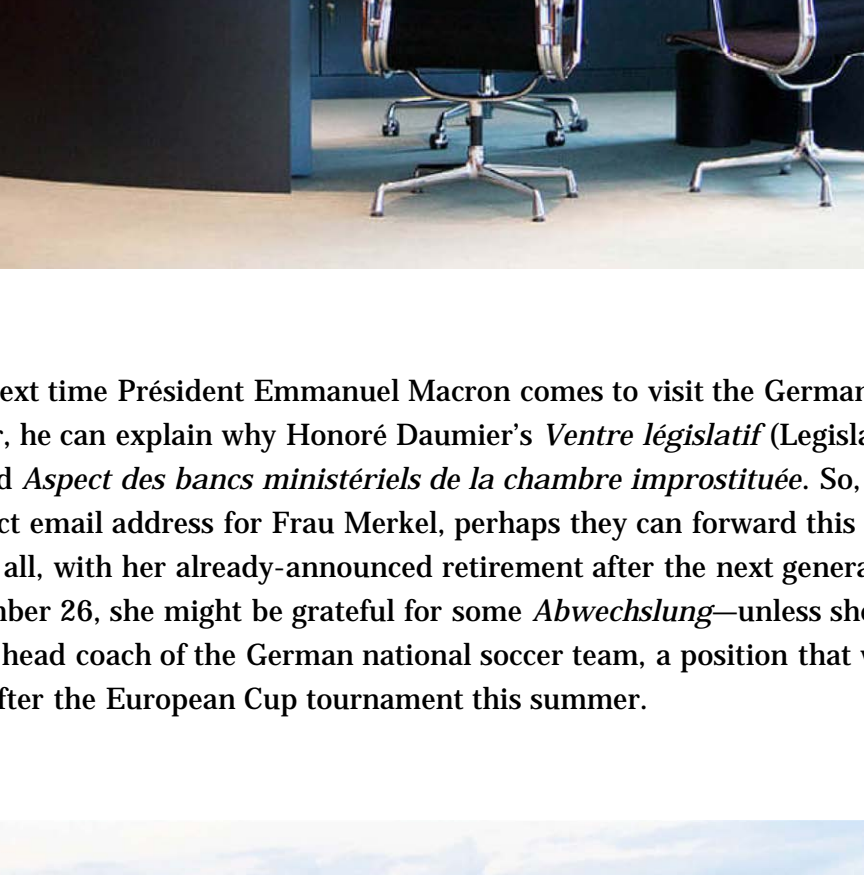 ext time Président Emmanuel Macron comes to visit the German
, he can explain why Honoré Daumier’s Ventre législatif (Legisla
d Aspect des bancs ministériels de la chambre improstituée. So,
ct email address for Frau Merkel, perhaps they can forward this
all, with her already-announced retirement after the next genera
nber 26, she might be grateful for some Abwechslung—unless she
head coach of the German national soccer team, a position that
fter the European Cup tournament this summer.